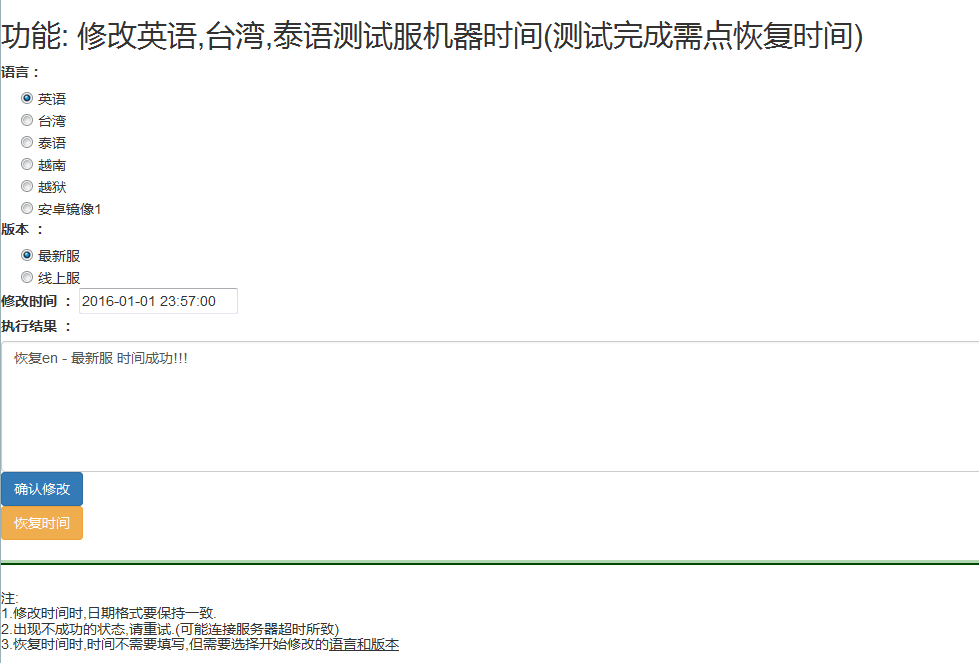 功能: 修改英语,台湾,泰语测试服机器时间(测试完成需点恢复时间)
语言：
英语
台湾
泰语
越南
越狱
安卓镜像1
版本 ：
最新服
线上服
修改时间 ： 2016-01-01 23:57:00
执行结果 ：
恢复en - 最新服 时间成功!!!
确认修改
恢复时间
注:
1.修改时间时,日期格式要保持一致.
2.出现不成功的状态,请重试.(可能连接服务器超时所致)
3.恢复时间时,时间不需要填写,但需要选择开始修改的语言和版本